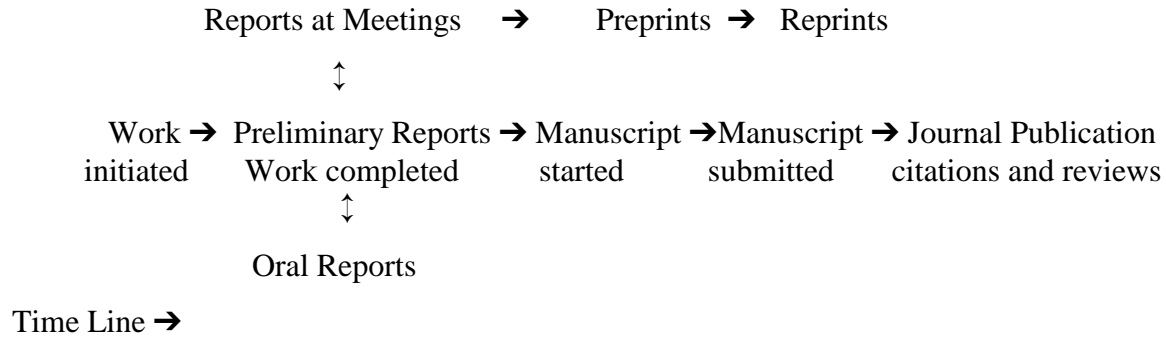 Reports at Meetings ➔ Preprints ➔ Reprints
↕
Work ➔ Preliminary Reports ➔ Manuscript ➔Manuscript ➔ Journal Publication
initiated Work completed started submitted citations and reviews
↕
Oral Reports
Time Line ➔